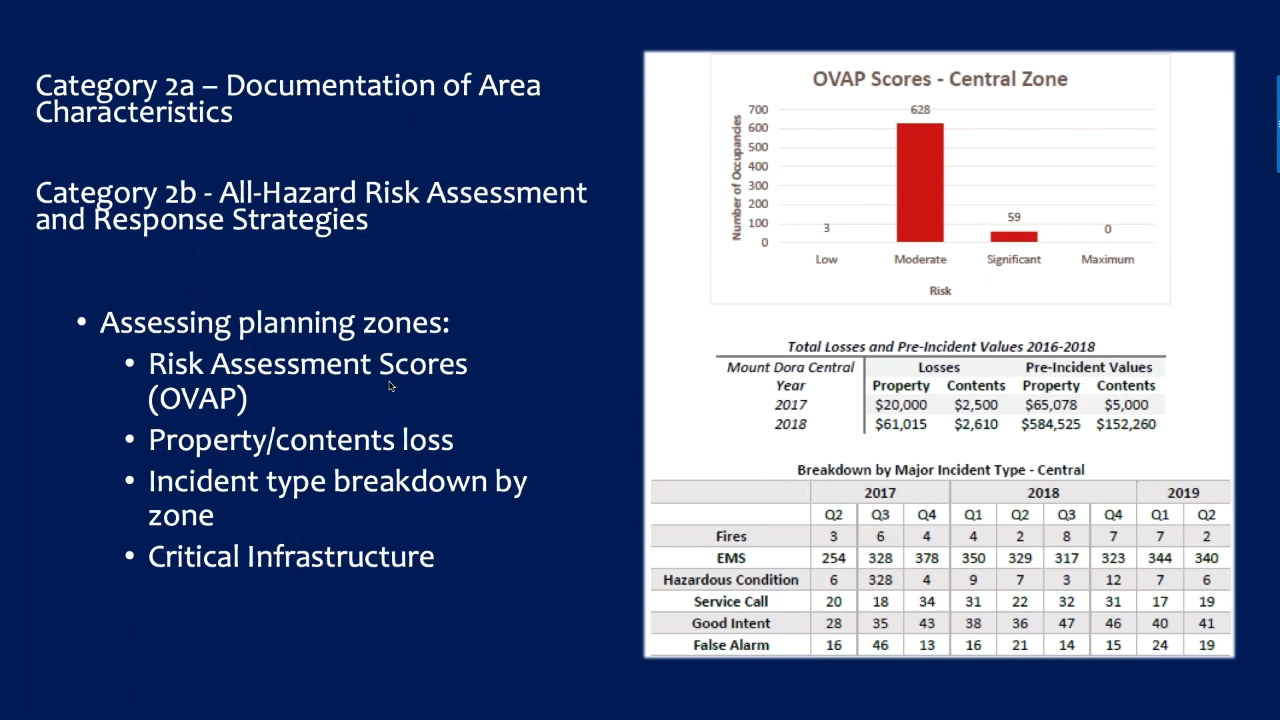 Category 2a – Documentation of Area
Characteristics
Category 2b - All-Hazard Risk Assessment
and Response Strategies
• Assessing planning zones:
• Risk Assessment Scores
(OVAP)
• Property/contents loss
• Incident type breakdown by
zone
• Critical Infrastructure
OVAP Scores - Central Zone
Number of Occupancies
700
600
500
400
300
200
100
0
3
628
59
0
Low Moderate Significant Maximum
Risk
Total Losses and Pre-Incident Values 2016-2018
Mount Dora Central Losses Pre-Incident Values
Year Property Contents Property Contents
2017 $20,000 $2,500 $65,078 $5,000
2018 $61,015 $2,610 $584,525 $152,260
Breakdown by Major Incident Type - Central
2017 2018 2019
Q2 Q3 Q4 Q1 Q2 Q3 Q4 Q1 Q2
Fires 3 6 4 4 2 8 7 7 2
EMS 254 328 378 350 329 317 323 344 340
Hazardous Condition 6 328 4 9 7 3 12 7 6
Service Call 20 18 34 31 22 32 31 17 19
Good Intent 28 35 43 38 36 47 46 40 41
False Alarm 16 46 13 16 21 14 15 24 19